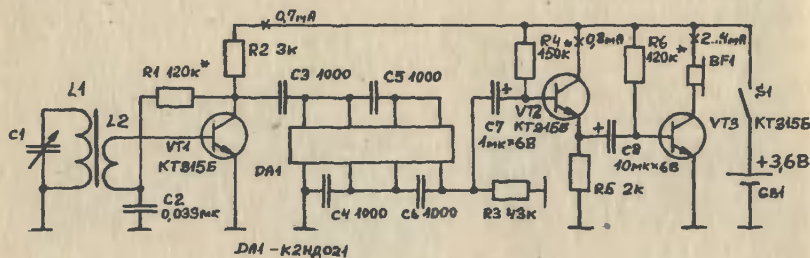 0,7мА
R2 3к
R1 120к*
L1
L2
C1
VT1
КТ315Б
C2
0,039мк
C3 1000
C5 1000
DA1
C4 1000
C6 1000
R3 43к
C7
1мк×6В
R4*
150к
0,8мА
VT2
КТ315Б
R5 2к
C8
10мк×6В
R6
120к*
2...4мА
BF1
VT3
КТ315Б
S1
+3,6В
GB1
DA1 – К2НД021